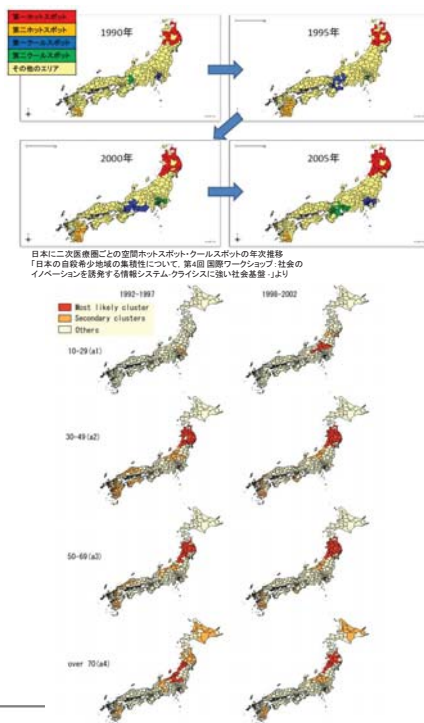 第一ホットスポット
第二ホットスポット
第一クールスポット
第二クールスポット
その他のエリア
1990年
1995年
2000年
2005年
日本に二次医療圏ごとの空間ホットスポット・クールスポットの年次推移
「日本の自殺希少地域の集積性について. 第4回 国際ワークショップ：社会の
イノベーションを誘発する情報システム-クライシスに強い社会基盤-」より
1992-1997
1998-2002
Most likely cluster
Secondary clusters
Others
10-29(a1)
30-49(a2)
50-69(a3)
over 70(a4)